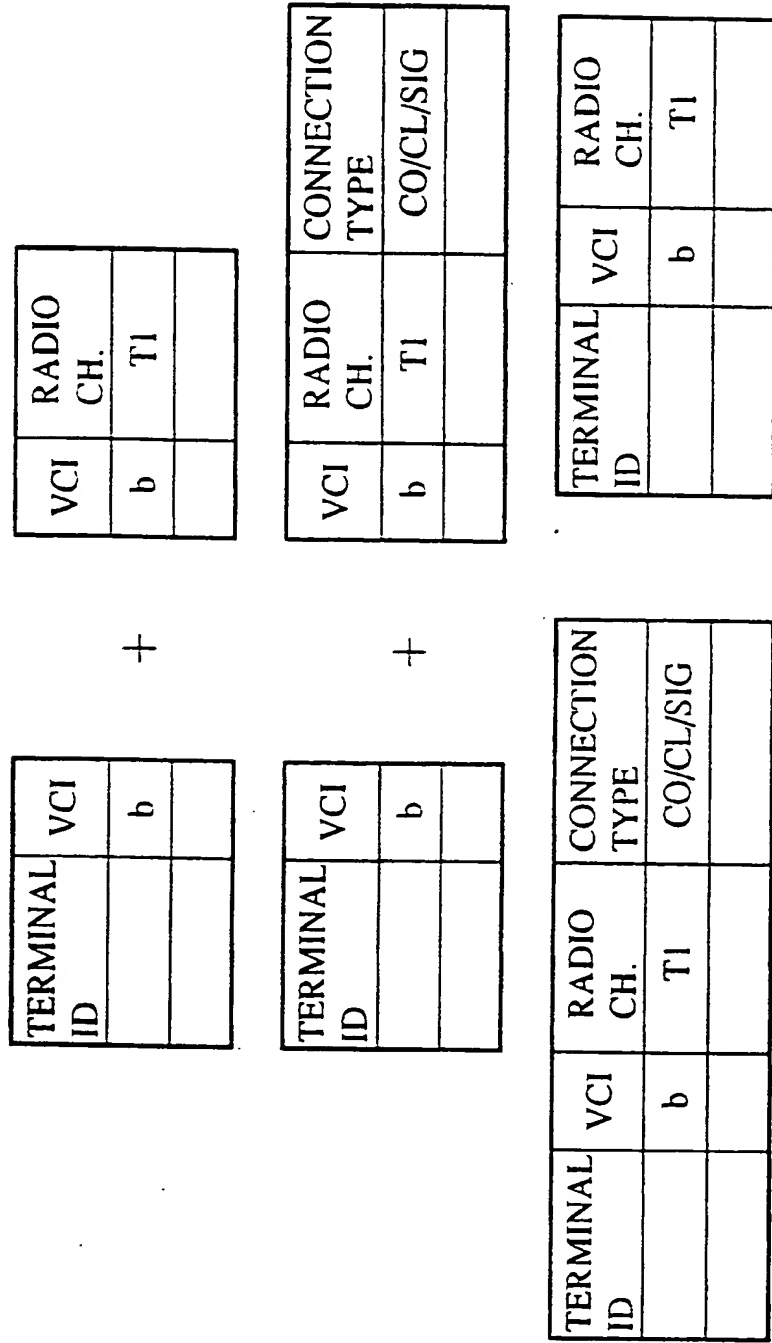 TERMINAL ID VCI
b
+
VCI RADIO CH.
b T1
TERMINAL ID VCI
b
+
VCI RADIO CH. CONNECTION TYPE
b T1 CO/CL/SIG
TERMINAL ID VCI RADIO CH. CONNECTION TYPE
b T1 CO/CL/SIG
TERMINAL ID VCI RADIO CH.
b T1